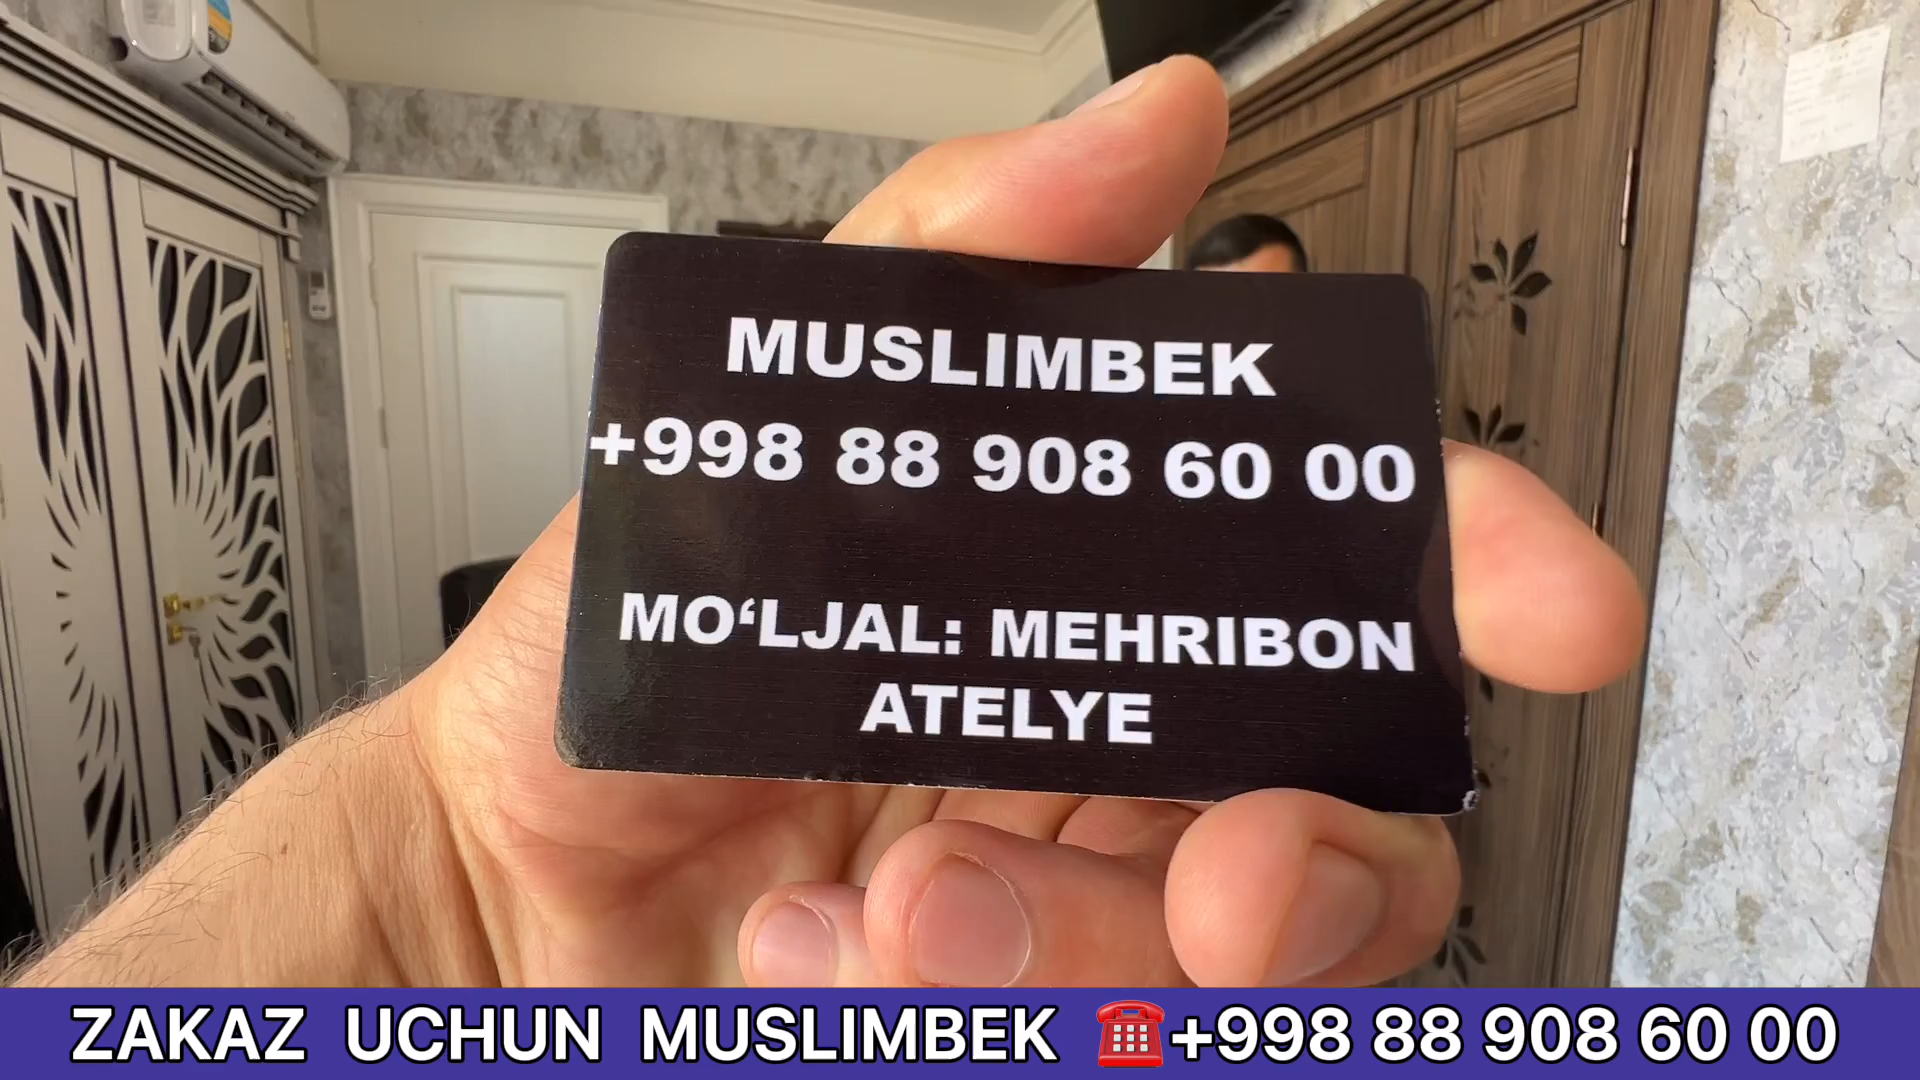 MUSLIMBEK
+998 88 908 60 00
MO‘LJAL: MEHRIBON
ATELYE
ZAKAZ UCHUN MUSLIMBEK ☎️+998 88 908 60 00